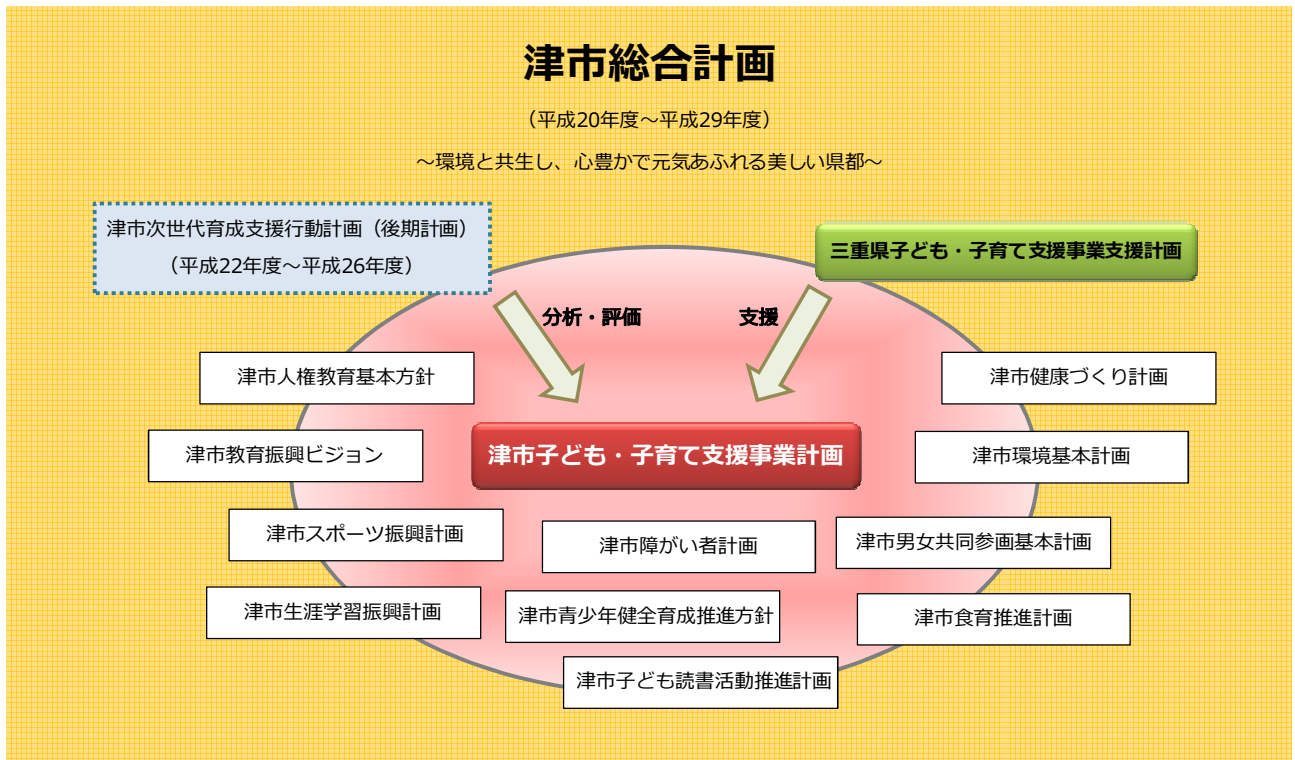 津市総合計画
（平成20年度～平成29年度）
～環境と共生し、心豊かで元気あふれる美しい県都～
津市次世代育成支援行動計画（後期計画）
（平成22年度～平成26年度）
三重県子ども・子育て支援事業支援計画
分析・評価
支援
津市人権教育基本方針
津市健康づくり計画
津市教育振興ビジョン
津市子ども・子育て支援事業計画
津市環境基本計画
津市スポーツ振興計画
津市障がい者計画
津市男女共同参画基本計画
津市生涯学習振興計画
津市青少年健全育成推進方針
津市食育推進計画
津市子ども読書活動推進計画